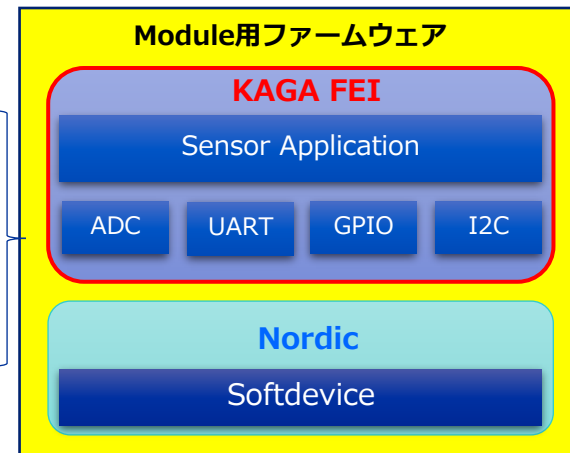 Module用ファームウェア
KAGA FEI
Sensor Application
ADC UART GPIO I2C
Nordic
Softdevice